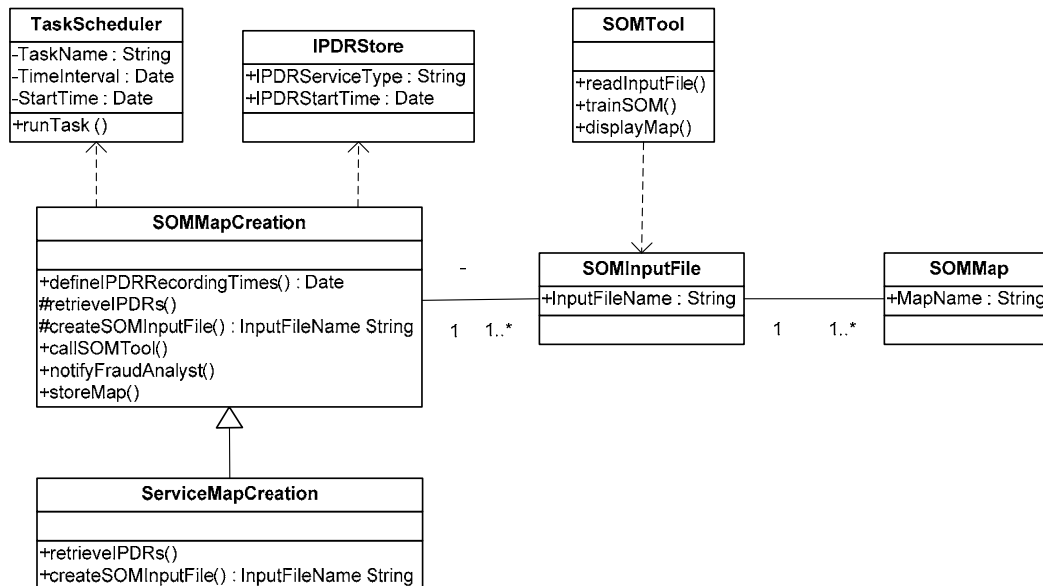 TaskScheduler
-TaskName : String
-TimeInterval : Date
-StartTime : Date
+runTask ()
IPDRStore
+IPDRServiceType : String
+IPDRStartTime : Date
SOMTool
+readInputFile()
+trainSOM()
+displayMap()
SOMMapCreation
+defineIPDRRecordingTimes() : Date
#retrieveIPDRs()
#createSOMInputFile() : InputFileName String
+callSOMTool()
+notifyFraudAnalyst()
+storeMap()
-
1 1..*
SOMInputFile
+InputFileName : String
1 1..*
SOMMap
+MapName : String
ServiceMapCreation
+retrieveIPDRs()
+createSOMInputFile() : InputFileName String